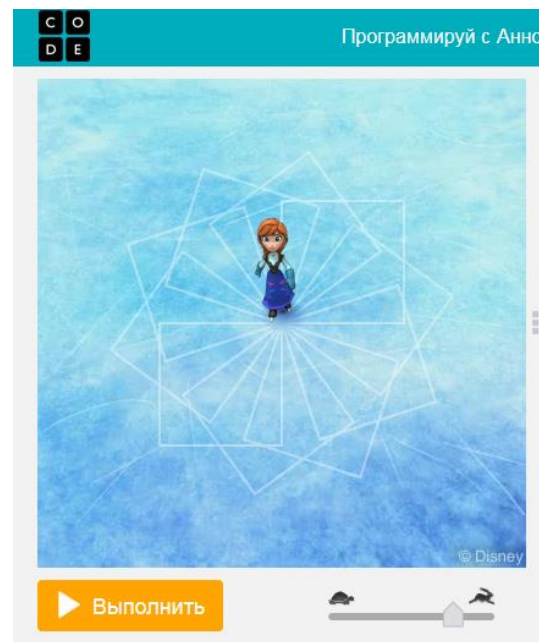 C O
D E
Программируй с Анно
© Disney
Выполнить